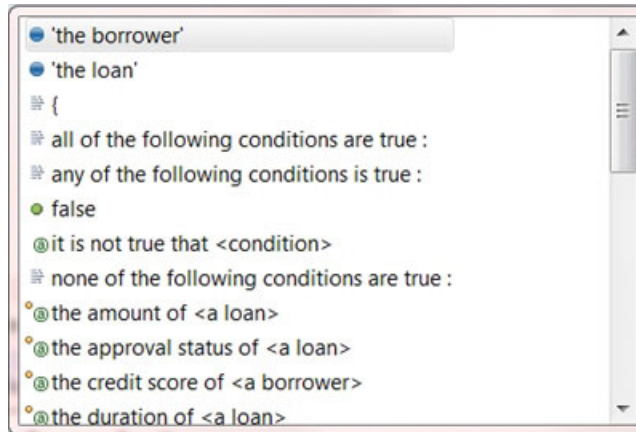 'the borrower'
'the loan'
{
all of the following conditions are true :
any of the following conditions is true :
false
it is not true that <condition>
none of the following conditions are true :
the amount of <a loan>
the approval status of <a loan>
the credit score of <a borrower>
the duration of <a loan>